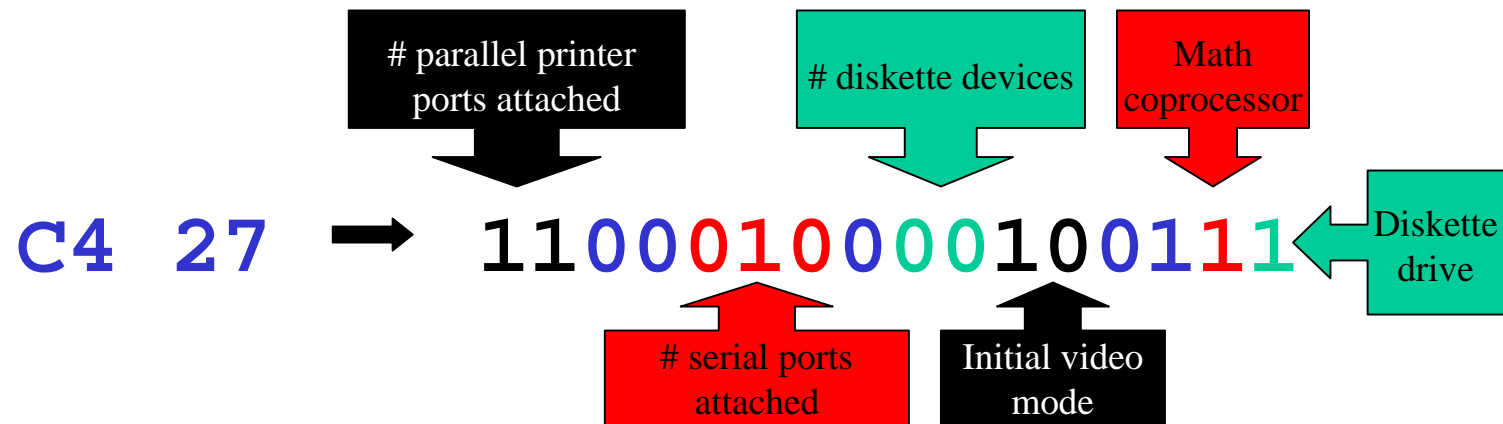 # parallel printer
ports attached
# diskette devices
Math
coprocessor
C4 27
1100010000100111
Diskette
drive
# serial ports
attached
Initial video
mode